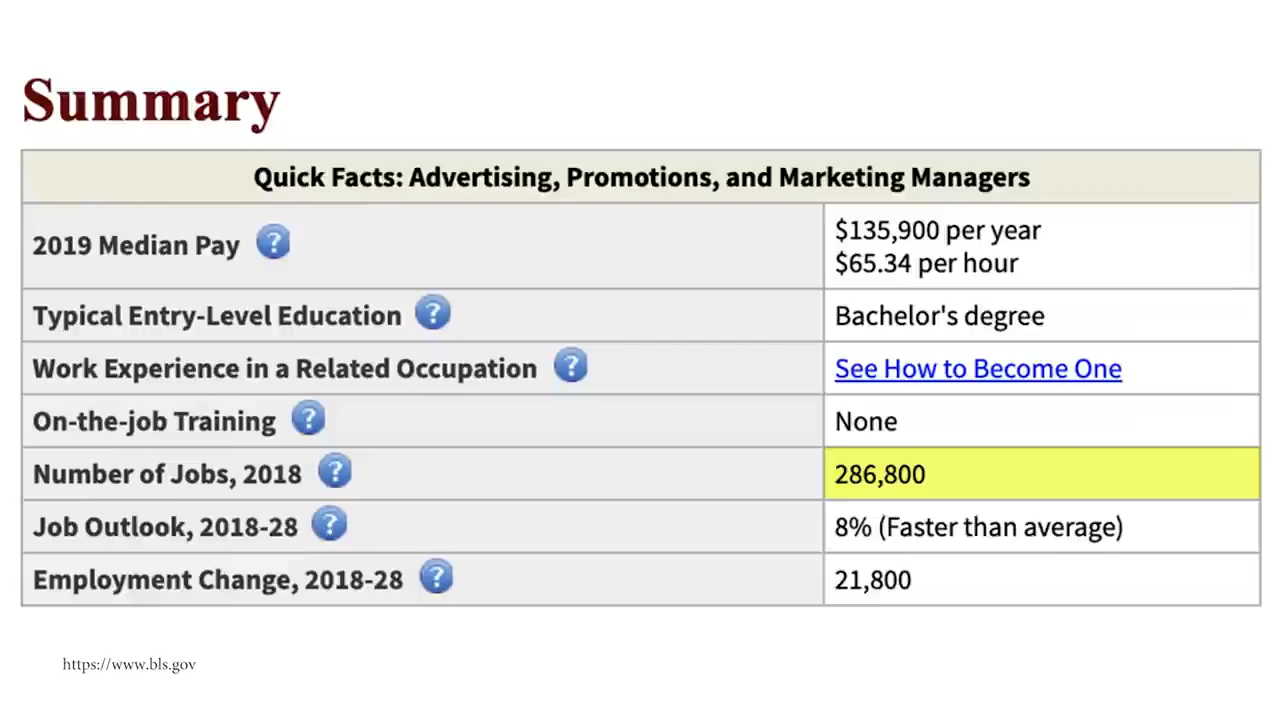 Summary
Quick Facts: Advertising, Promotions, and Marketing Managers
2019 Median Pay ?
$135,900 per year
$65.34 per hour
Typical Entry-Level Education ?
Bachelor's degree
Work Experience in a Related Occupation ?
See How to Become One
On-the-job Training ?
None
Number of Jobs, 2018 ?
286,800
Job Outlook, 2018-28 ?
8% (Faster than average)
Employment Change, 2018-28 ?
21,800
https://www.bls.gov